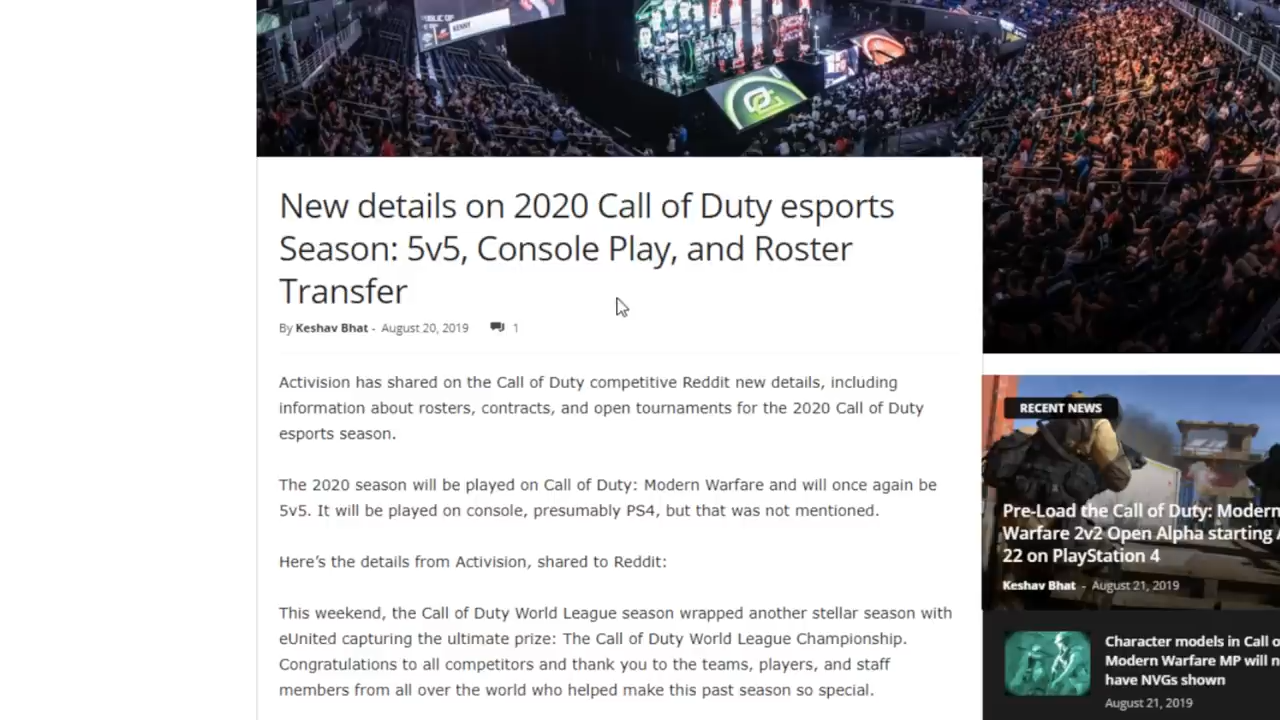 KENNY
New details on 2020 Call of Duty esports
Season: 5v5, Console Play, and Roster
Transfer
By Keshav Bhat - August 20, 2019 1
Activision has shared on the Call of Duty competitive Reddit new details, including
information about rosters, contracts, and open tournaments for the 2020 Call of Duty
esports season.
The 2020 season will be played on Call of Duty: Modern Warfare and will once again be
5v5. It will be played on console, presumably PS4, but that was not mentioned.
Here's the details from Activision, shared to Reddit:
This weekend, the Call of Duty World League season wrapped another stellar season with
eUnited capturing the ultimate prize: The Call of Duty World League Championship.
Congratulations to all competitors and thank you to the teams, players, and staff
members from all over the world who helped make this past season so special.
RECENT NEWS
Pre-Load the Call of Duty: Modern
Warfare 2v2 Open Alpha starting
22 on PlayStation 4
Keshav Bhat - August 21, 2019
Character models in Call o
Modern Warfare MP will n
have NVGs shown
August 21, 2019